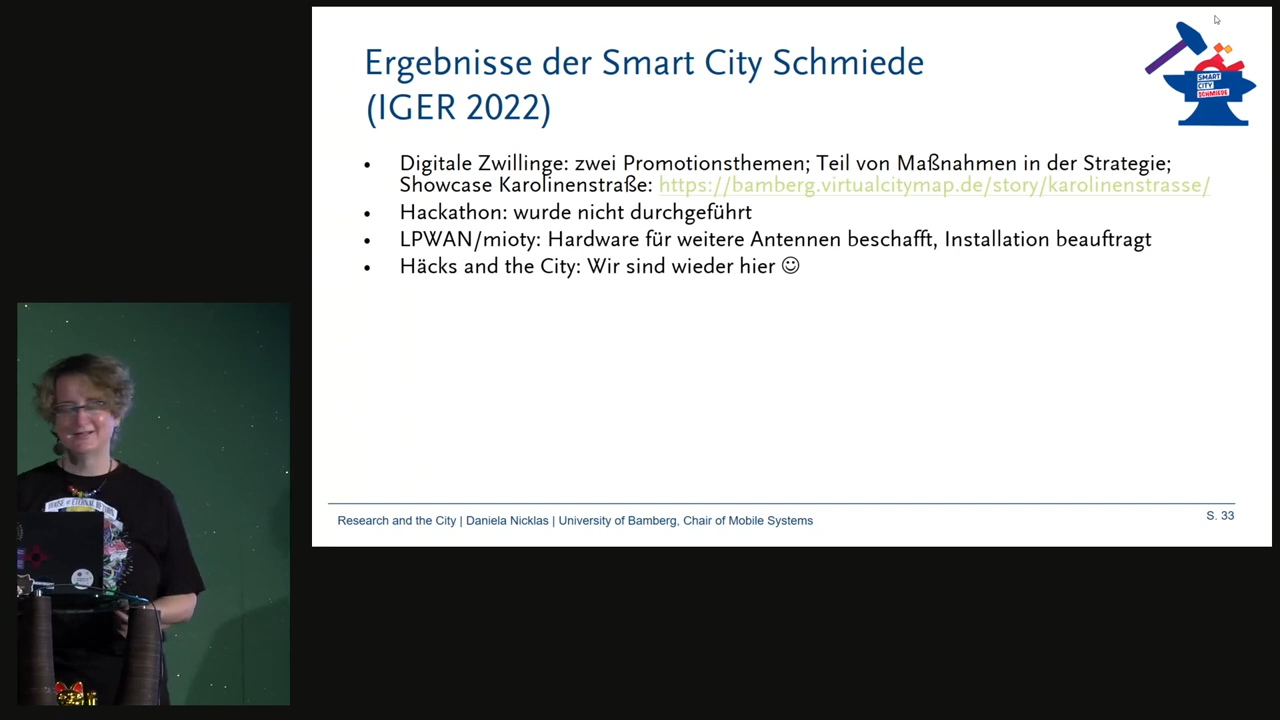 Ergebnisse der Smart City Schmiede
(IGER 2022)
SMART
CITY
SCHMIEDE
• Digitale Zwillinge: zwei Promotionsthemen; Teil von Maßnahmen in der Strategie;
Showcase Karolinenstraße: https://bamberg.virtualcitymap.de/story/karolinenstrasse/
• Hackathon: wurde nicht durchgeführt
• LPWAN/mioty: Hardware für weitere Antennen beschafft, Installation beauftragt
• Häcks and the City: Wir sind wieder hier ☺
Research and the City | Daniela Nicklas | University of Bamberg, Chair of Mobile Systems
S. 33